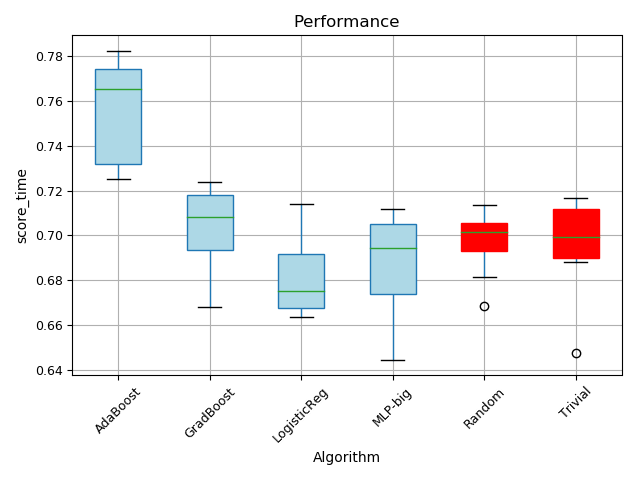 Performance
score_time
0.78
0.76
0.74
0.72
0.70
0.68
0.66
0.64
AdaBoost
GradBoost
LogisticReg
MLP-big
Random
Trivial
Algorithm